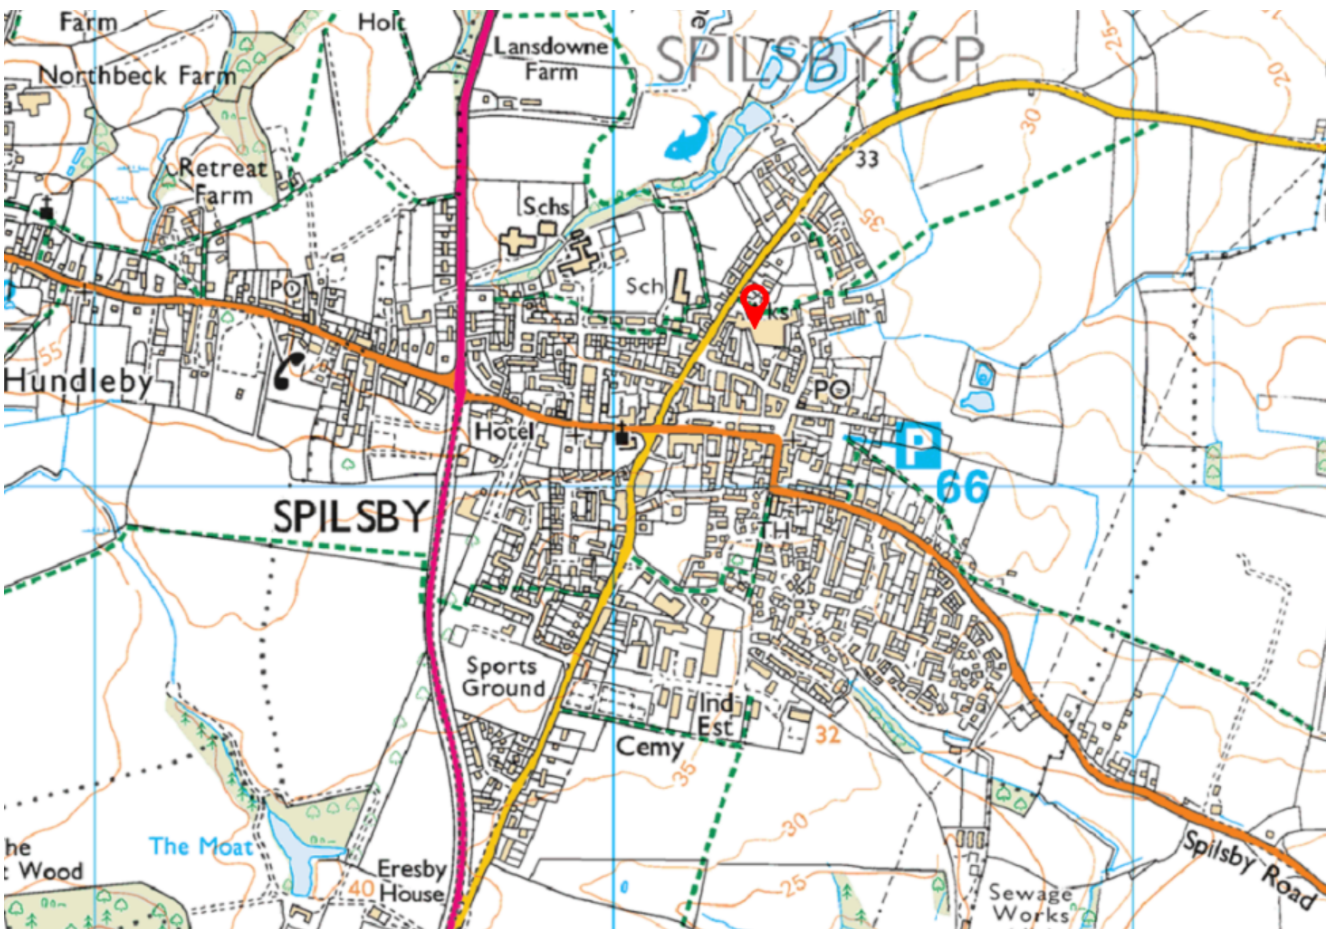 Farm
Holt
Lansdowne
Farm
SPILSBY CP
Northbeck Farm
25
20
30
33
Retreat
Farm
Schs
35
PO
Sch
55
Hundleby
PO
Hotel
P
66
SPILSBY
TH
Sports
Ground
Ind
Est
32
Cemy
35
30
The Moat
he
Wood
Eresby
House
40
25
Spilsby Road
Sewage
Works